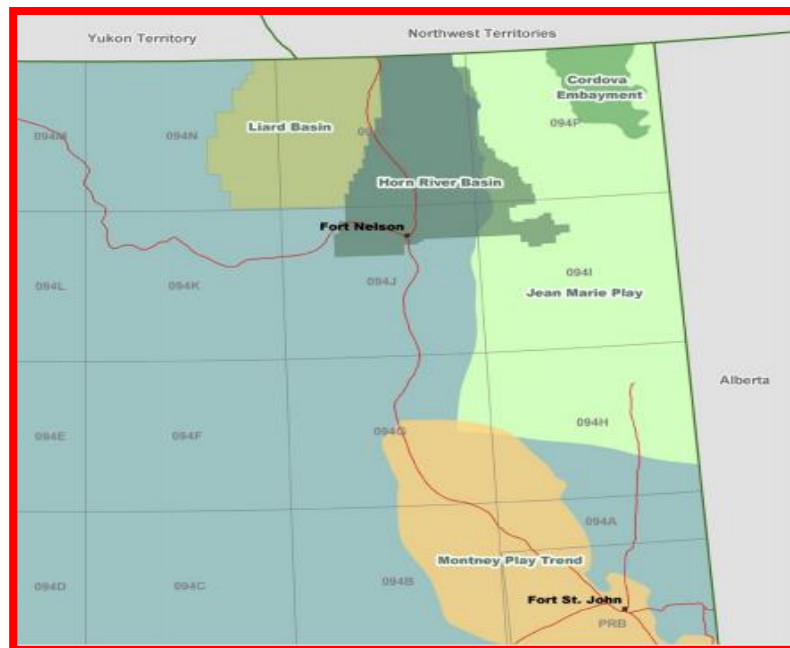 Yukon Territory
Northwest Territories
Cordova
Embayment
094M
094N
Liard Basin
094P
Horn River Basin
Fort Nelson
094L
094K
094J
094I
Jean Marie Play
Alberta
094E
094F
094G
094H
094A
Montney Play Trend
094D
094C
094B
Fort St. John
PRB